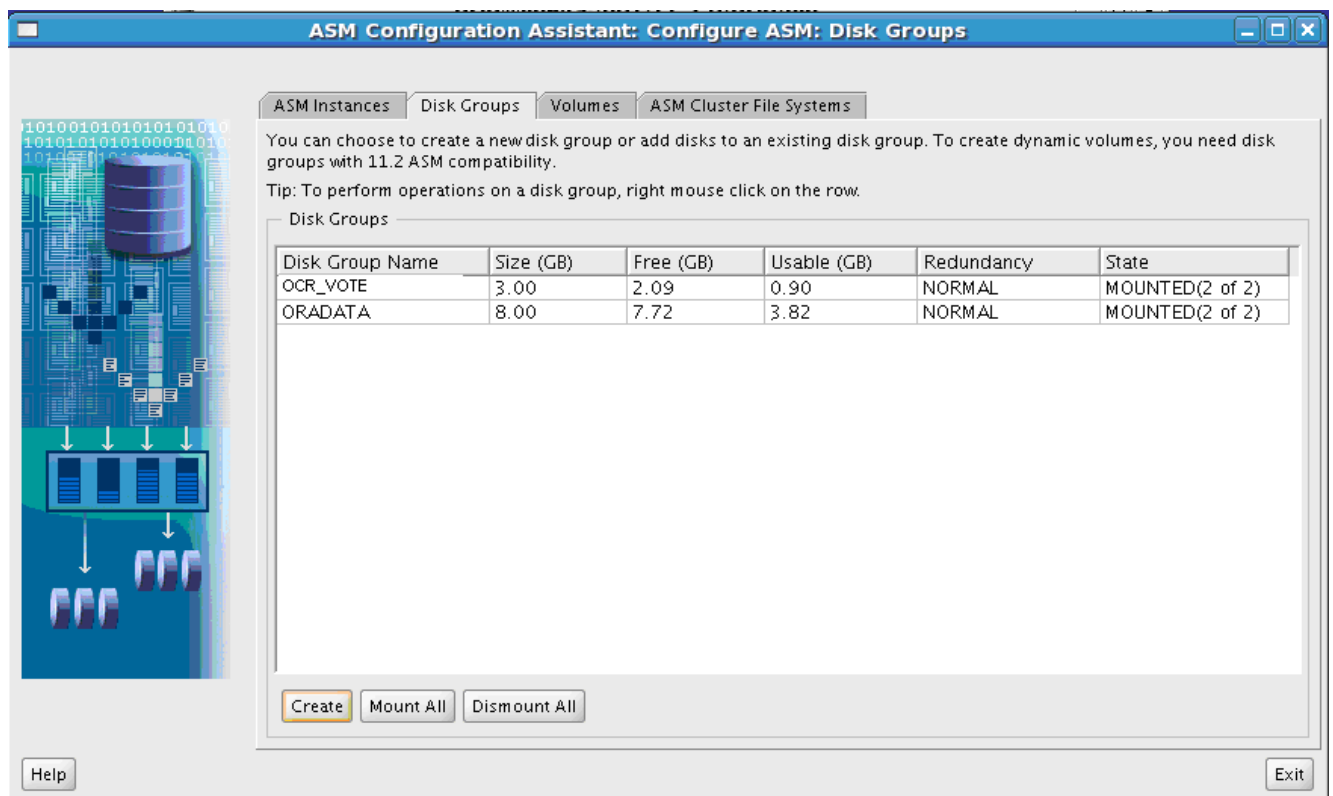 ASM Configuration Assistant: Configure ASM: Disk Groups
ASM Instances Disk Groups Volumes ASM Cluster File Systems
You can choose to create a new disk group or add disks to an existing disk group. To create dynamic volumes, you need disk
groups with 11.2 ASM compatibility.
Tip: To perform operations on a disk group, right mouse click on the row.
Disk Groups
Disk Group Name Size (GB) Free (GB) Usable (GB) Redundancy State
OCR_VOTE 3.00 2.09 0.90 NORMAL MOUNTED(2 of 2)
ORADATA 8.00 7.72 3.82 NORMAL MOUNTED(2 of 2)
Create Mount All Dismount All
Help Exit